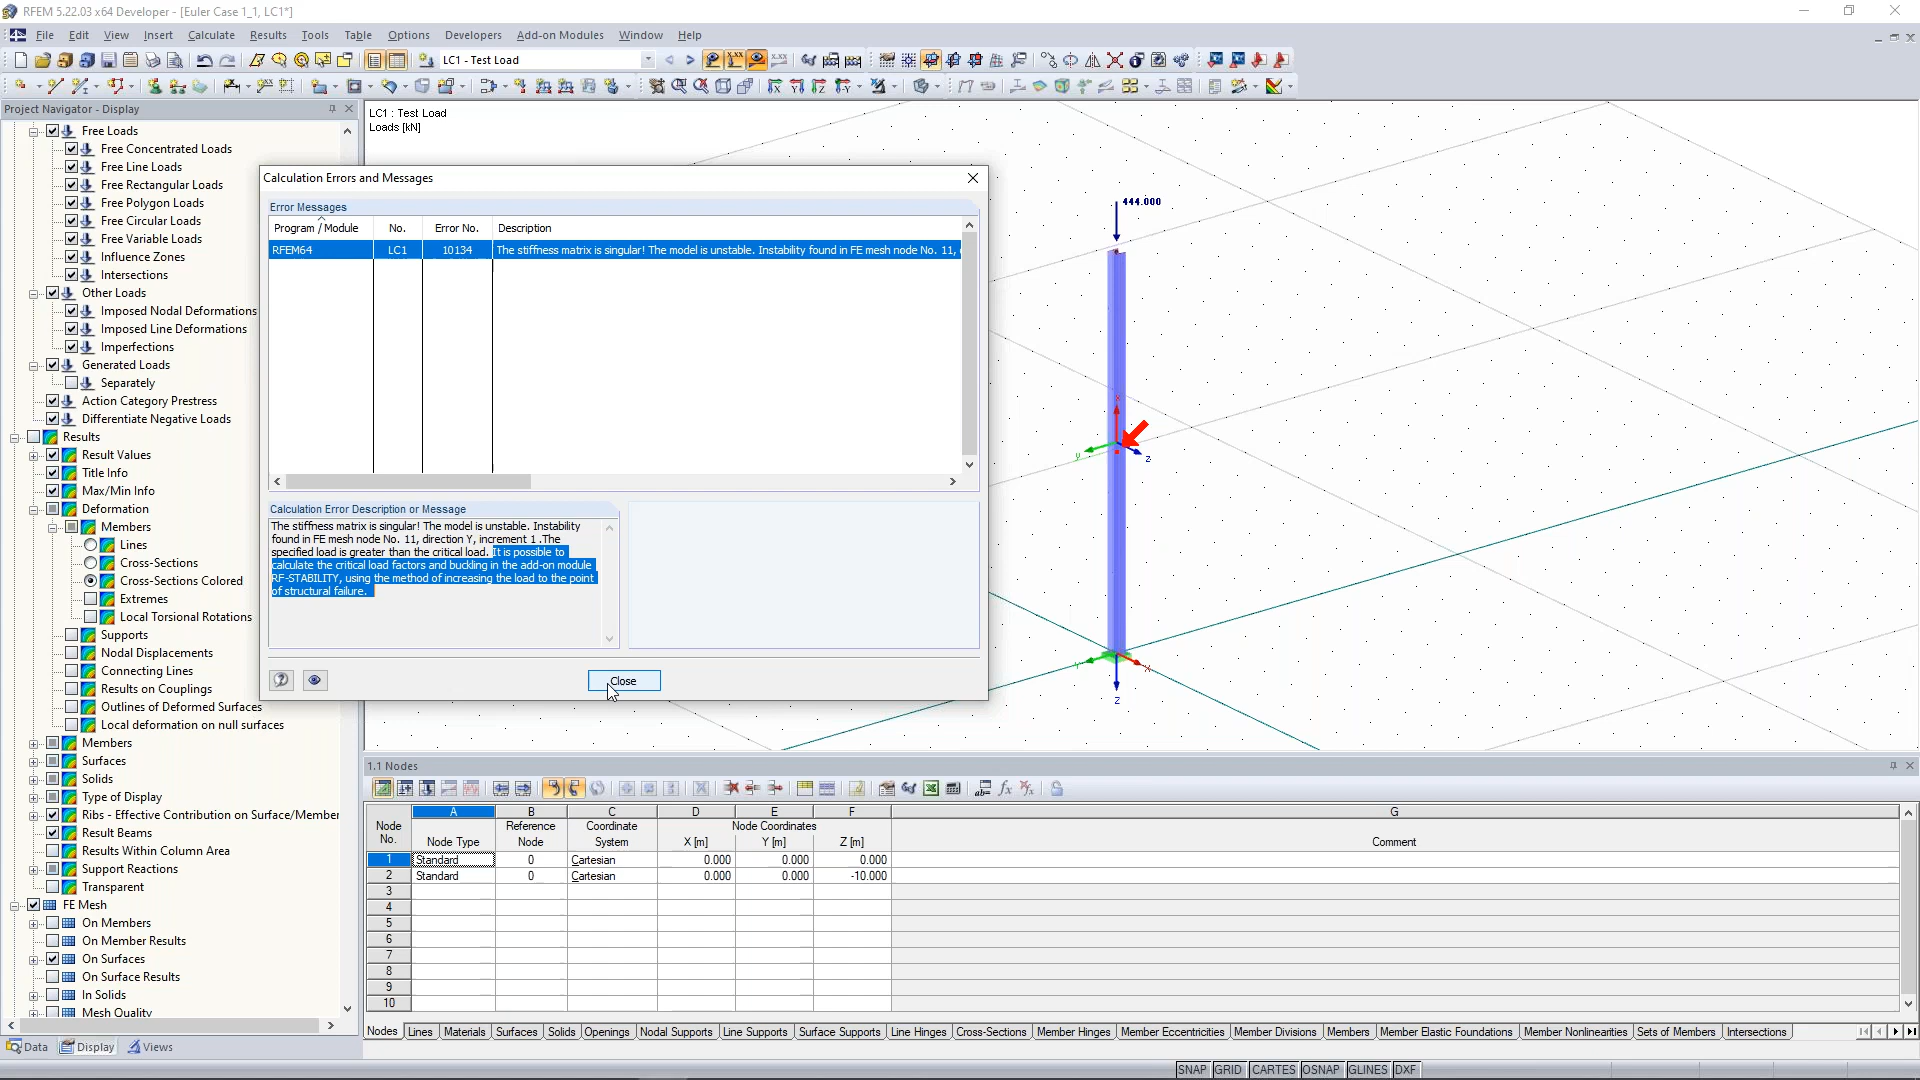 RFEM 5.22.03 x64 Developer - [Euler Case 1_1, LC1*]
File Edit View Insert Calculate Results Tools Table Options Developers Add-on Modules Window Help
LC1 - Test Load
Project Navigator - Display
Free Loads
Free Concentrated Loads
Free Line Loads
Free Rectangular Loads
Free Polygon Loads
Free Circular Loads
Free Variable Loads
Influence Zones
Intersections
Other Loads
Imposed Nodal Deformations
Imposed Line Deformations
Imperfections
Generated Loads
Separately
Action Category Prestress
Differentiate Negative Loads
Results
Result Values
Title Info
Max/Min Info
Deformation
Members
Lines
Cross-Sections
Cross-Sections Colored
Extremes
Local Torsional Rotations
Supports
Nodal Displacements
Connecting Lines
Results on Couplings
Outlines of Deformed Surfaces
Local deformation on null surfaces
Members
Surfaces
Solids
Type of Display
Ribs - Effective Contribution on Surface/Member
Result Beams
Results Within Column Area
Support Reactions
Transparent
FE Mesh
On Members
On Member Results
On Surfaces
On Surface Results
In Solids
Mesh Quality
Data Display Views
LC1 : Test Load
Loads [kN]
Calculation Errors and Messages
Error Messages
Program / Module No. Error No. Description
RFEM64 LC1 10134 The stiffness matrix is singular! The model is unstable. Instability found in FE mesh node No. 11,
Calculation Error Description or Message
The stiffness matrix is singular! The model is unstable. Instability
found in FE mesh node No. 11, direction Y, increment 1 .The
specified load is greater than the critical load. It is possible to
calculate the critical load factors and buckling in the add-on module
RF-STABILITY, using the method of increasing the load to the point
of structural failure.
Close
444.000
x
y
z
Y
X
Z
1.1 Nodes
A B C D E F G
Node Reference Coordinate Node Coordinates
No. Node Type Node System X [m] Y [m] Z [m] Comment
1 Standard 0 Cartesian 0.000 0.000 0.000
2 Standard 0 Cartesian 0.000 0.000 -10.000
3
4
5
6
7
8
9
10
Nodes Lines Materials Surfaces Solids Openings Nodal Supports Line Supports Surface Supports Line Hinges Cross-Sections Member Hinges Member Eccentricities Member Divisions Members Member Elastic Foundations Member Nonlinearities Sets of Members Intersections
SNAP GRID CARTES OSNAP GLINES DXF